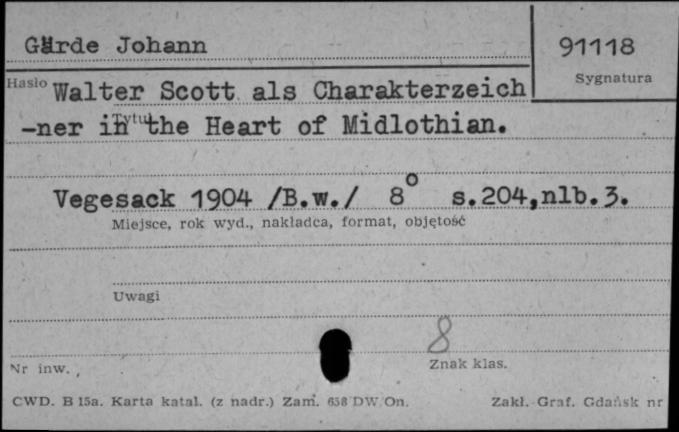 Gärde Johann 91118
Sygnatura
Hasło Walter Scott als Charakterzeich
-ner in the Heart of Midlothian.
Tytuł
Vegesack 1904 /B.w./ 8° s.204,nlb.3.
Miejsce, rok wyd., nakładca, format, objętość
Uwagi
8
Nr inw. Znak klas.
CWD. B 15a. Karta katal. (z nadr.) Zam. 658 DW/On. Zakł. Graf. Gdańsk nr